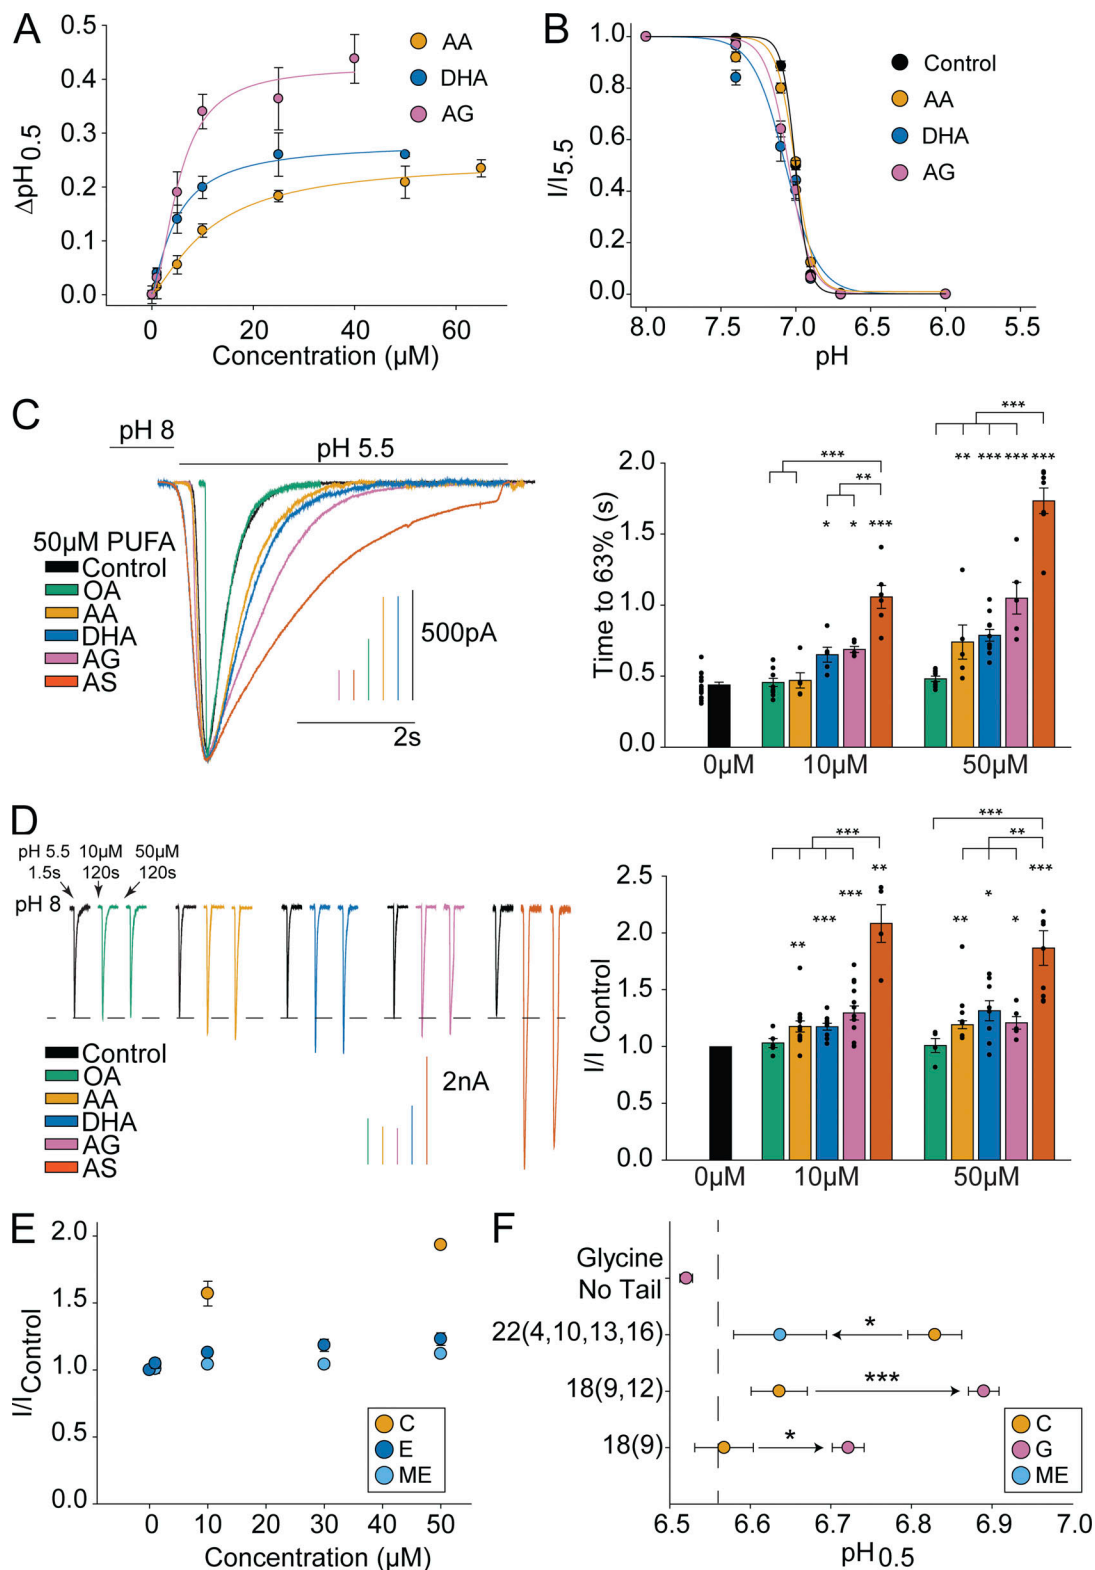 A
0.5
0.4
0.3
0.2
0.1
0.0
ΔpH0.5
0
20
40
60
Concentration (µM)
AA
DHA
AG
B
1.0
0.8
0.6
0.4
0.2
0.0
I/I5.5
8.0
7.5
7.0
6.5
6.0
5.5
pH
Control
AA
DHA
AG
C
pH 8
pH 5.5
50µM PUFA
Control
OA
AA
DHA
AG
AS
500pA
2s
2.0
1.5
1.0
0.5
0.0
Time to 63% (s)
***
**
* * ***
***
** *** *** ***
0µM
10µM
50µM
D
pH 5.5 10µM 50µM
1.5s 120s 120s
pH 8
Control
OA
AA
DHA
AG
AS
2nA
2.5
2.0
1.5
1.0
0.5
0.0
I/I Control
***
** *** *** **
***
**
** * * ***
0µM
10µM
50µM
E
2.0
1.5
1.0
0.5
0.0
I/IControl
0
10
20
30
40
50
Concentration (µM)
C
E
ME
F
Glycine
No Tail
22(4,10,13,16)
18(9,12)
18(9)
*
***
*
C
G
ME
6.5
6.6
6.7
6.8
6.9
7.0
pH0.5